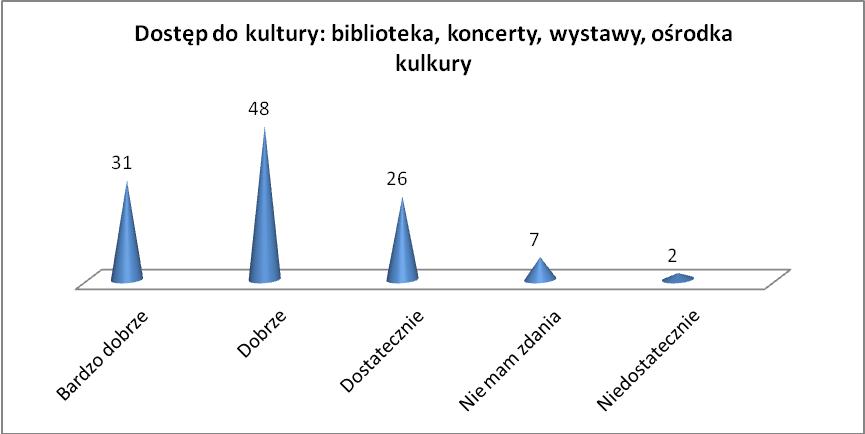 Dostęp do kultury: biblioteka, koncerty, wystawy, ośrodka
kulkury
48
31
26
7
2
Bardzo dobrze
Dobrze
Dostatecznie
Nie mam zdania
Niedostatecznie